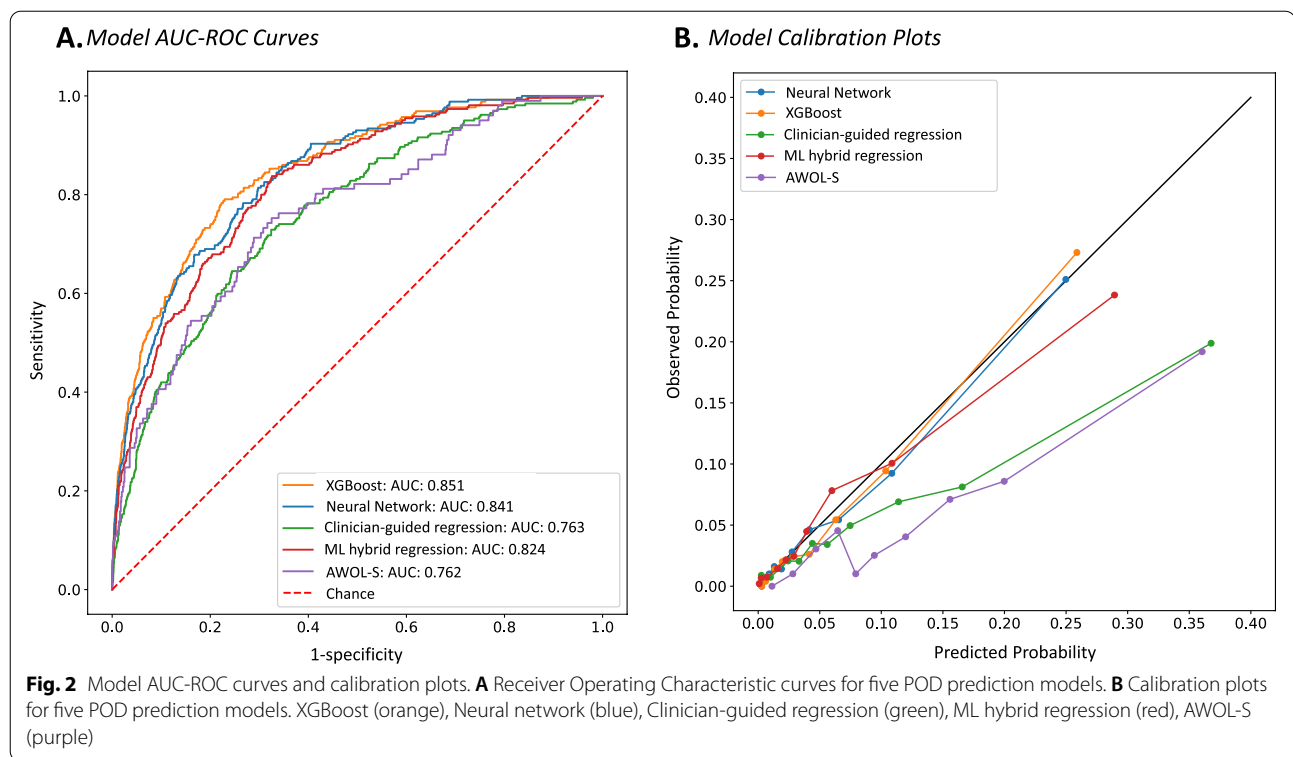 A. Model AUC-ROC Curves
1.0
0.8
0.6
0.4
0.2
0.0
Sensitivity
XGBoost: AUC: 0.851
Neural Network: AUC: 0.841
Clinician-guided regression: AUC: 0.763
ML hybrid regression: AUC: 0.824
AWOL-S: AUC: 0.762
Chance
0.0 0.2 0.4 0.6 0.8 1.0
1-specificity
B. Model Calibration Plots
Neural Network
XGBoost
Clinician-guided regression
ML hybrid regression
AWOL-S
0.40
0.35
0.30
0.25
0.20
0.15
0.10
0.05
0.00
Observed Probability
0.00 0.05 0.10 0.15 0.20 0.25 0.30 0.35 0.40
Predicted Probability
Fig. 2 Model AUC-ROC curves and calibration plots. A Receiver Operating Characteristic curves for five POD prediction models. B Calibration plots
for five POD prediction models. XGBoost (orange), Neural network (blue), Clinician-guided regression (green), ML hybrid regression (red), AWOL-S
(purple)